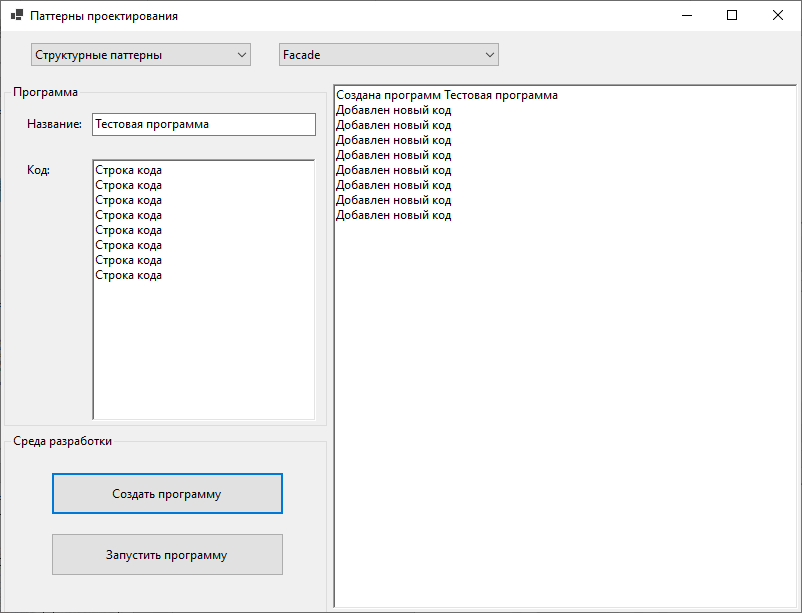 Паттерны проектирования
Структурные паттерны
Facade
Программа
Название:
Тестовая программа
Код:
Строка кода
Строка кода
Строка кода
Строка кода
Строка кода
Строка кода
Строка кода
Строка кода
Среда разработки
Создать программу
Запустить программу
Создана программ Тестовая программа
Добавлен новый код
Добавлен новый код
Добавлен новый код
Добавлен новый код
Добавлен новый код
Добавлен новый код
Добавлен новый код
Добавлен новый код